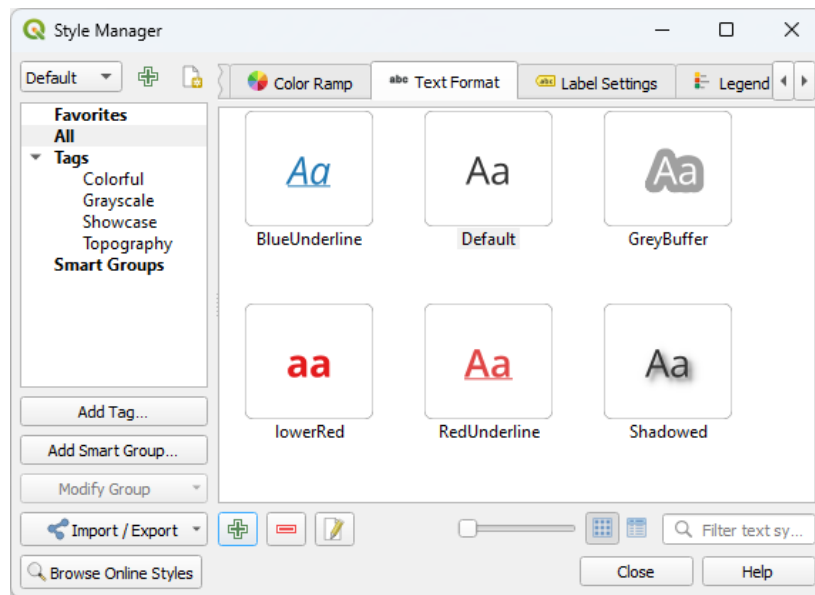 Style Manager
Default
Color Ramp
abc Text Format
abc Label Settings
Legend
Favorites
All
Tags
Colorful
Grayscale
Showcase
Topography
Smart Groups
Aa
Aa
Aa
BlueUnderline
Default
GreyBuffer
aa
Aa
Aa
lowerRed
RedUnderline
Shadowed
Add Tag...
Add Smart Group...
Modify Group
Import / Export
Filter text sy...
Browse Online Styles
Close
Help